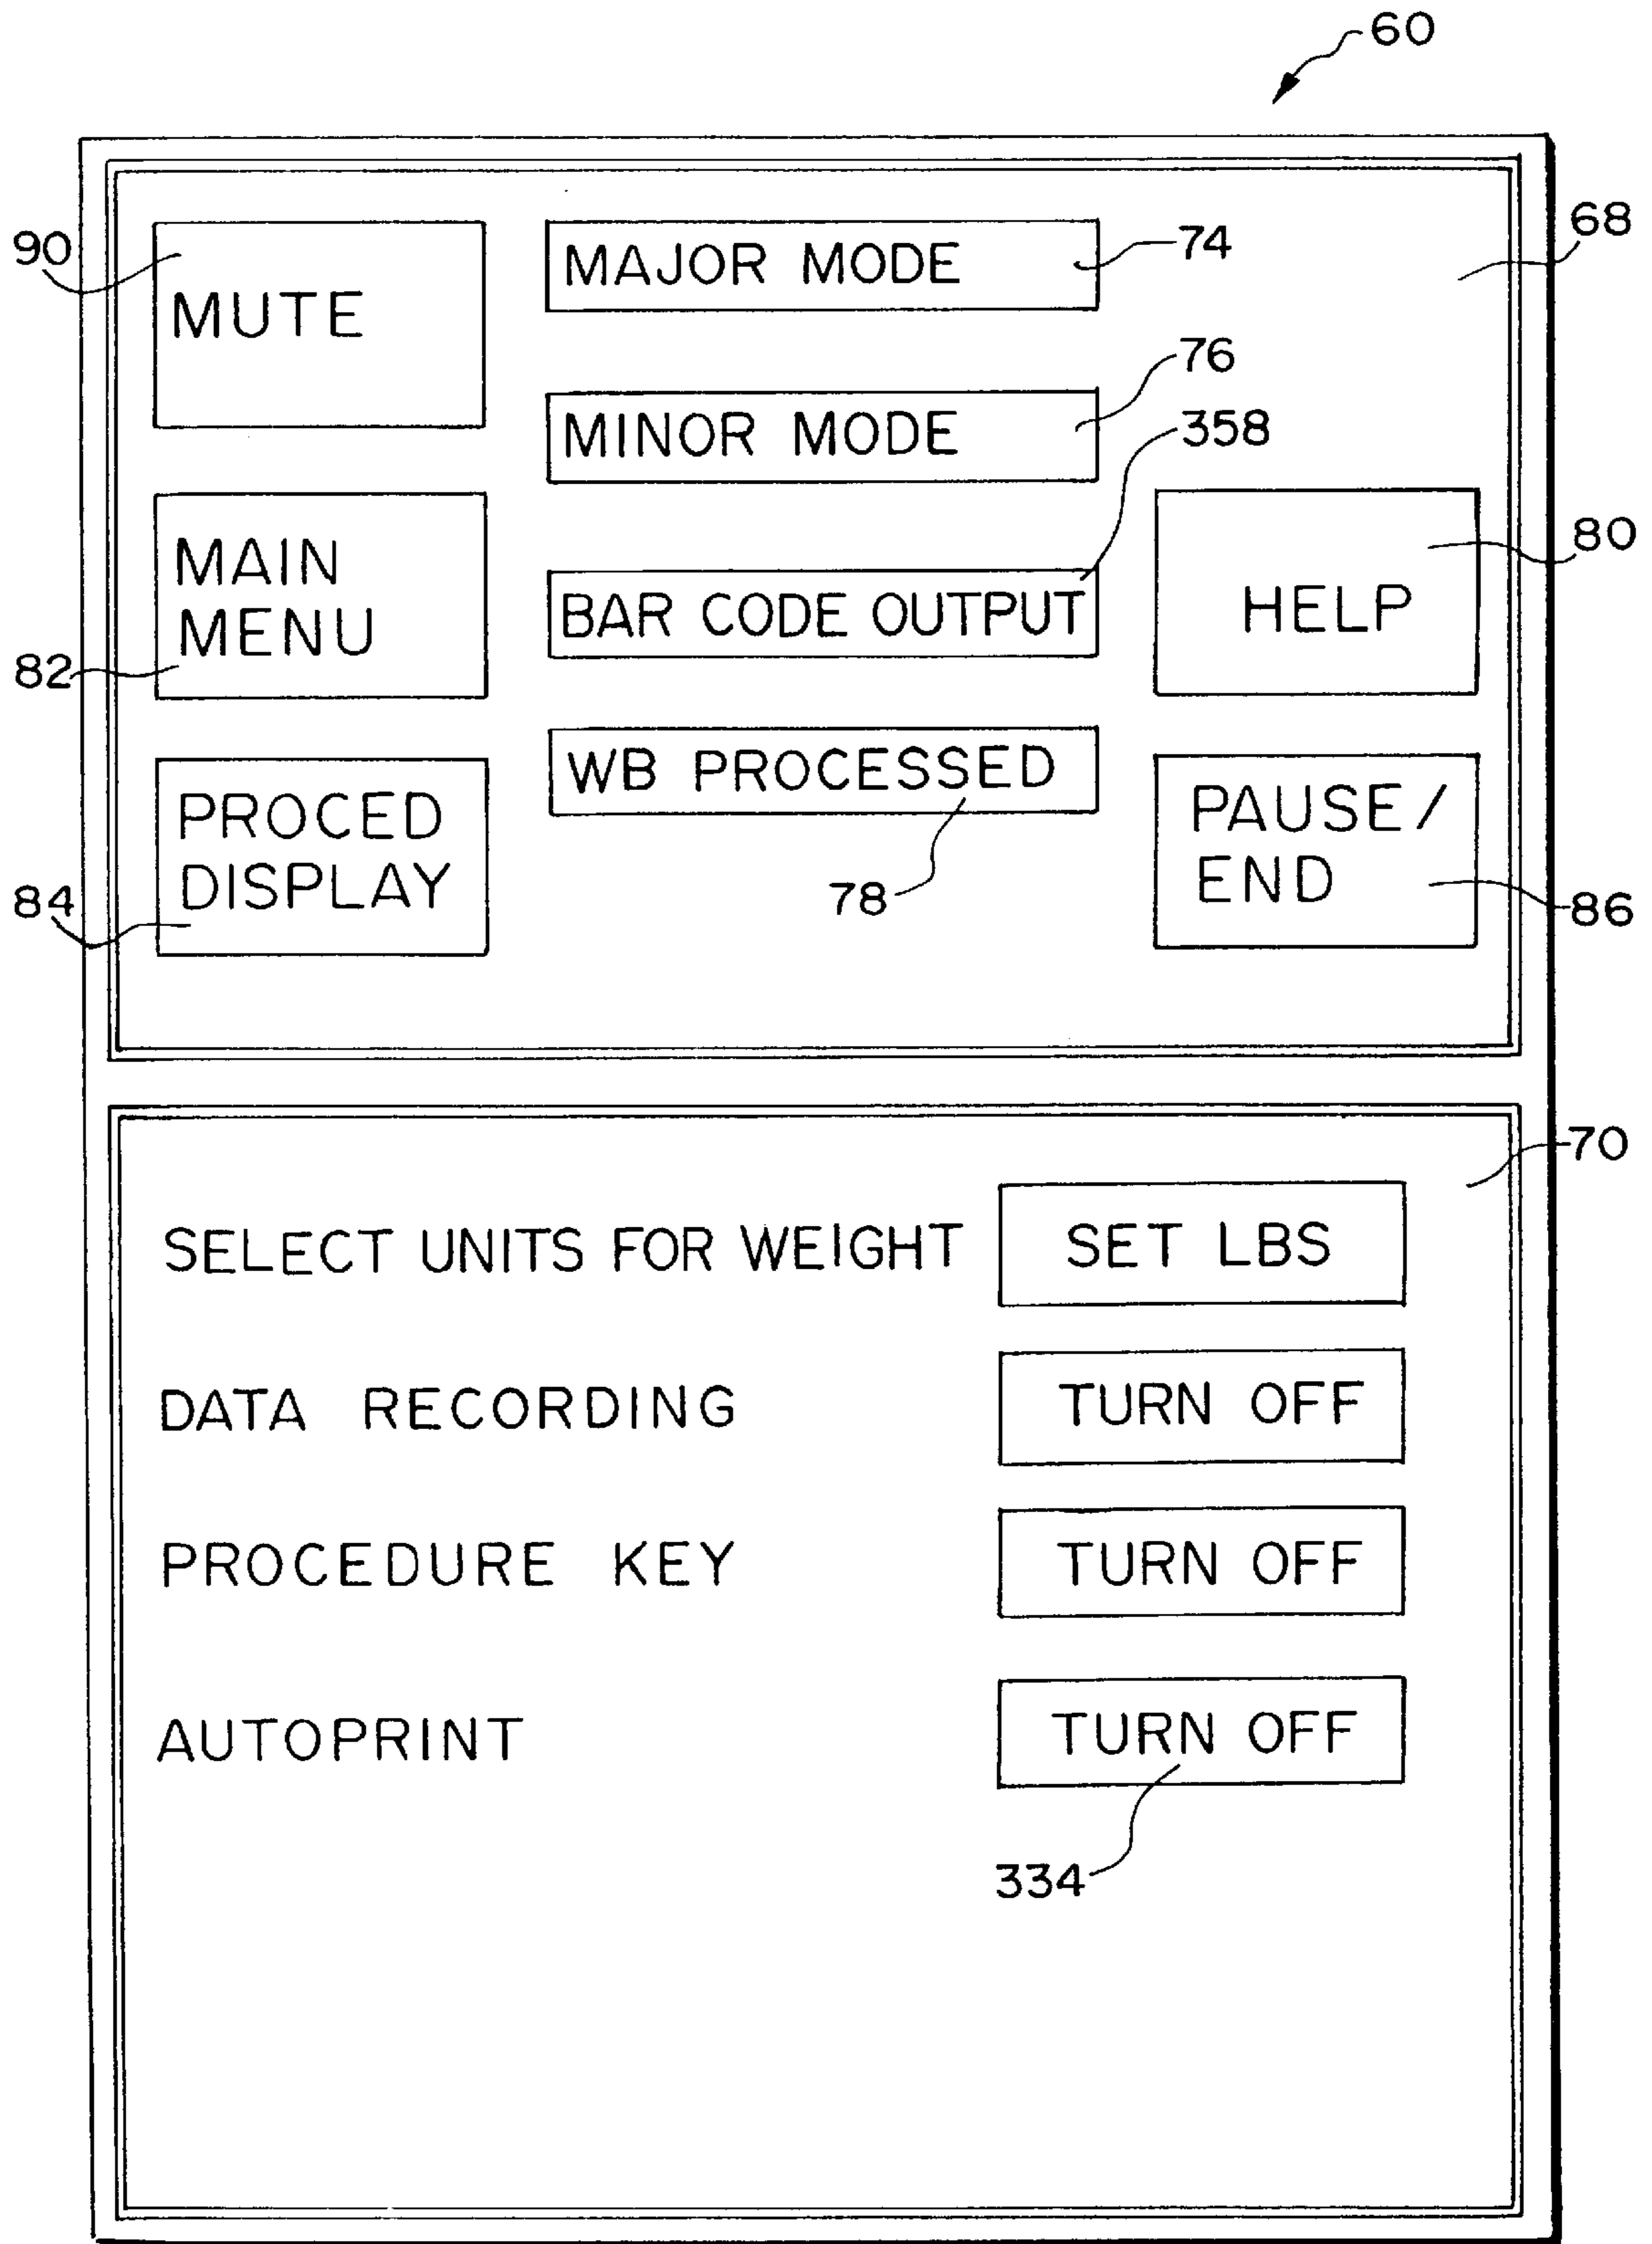 60
68
90
MUTE
MAJOR MODE
74
76
MINOR MODE
358
MAIN
MENU
82
BAR CODE OUTPUT
80
HELP
WB PROCESSED
78
PROCED
DISPLAY
84
PAUSE/
END
86
70
SELECT UNITS FOR WEIGHT SET LBS
DATA RECORDING TURN OFF
PROCEDURE KEY TURN OFF
AUTOPRINT TURN OFF
334